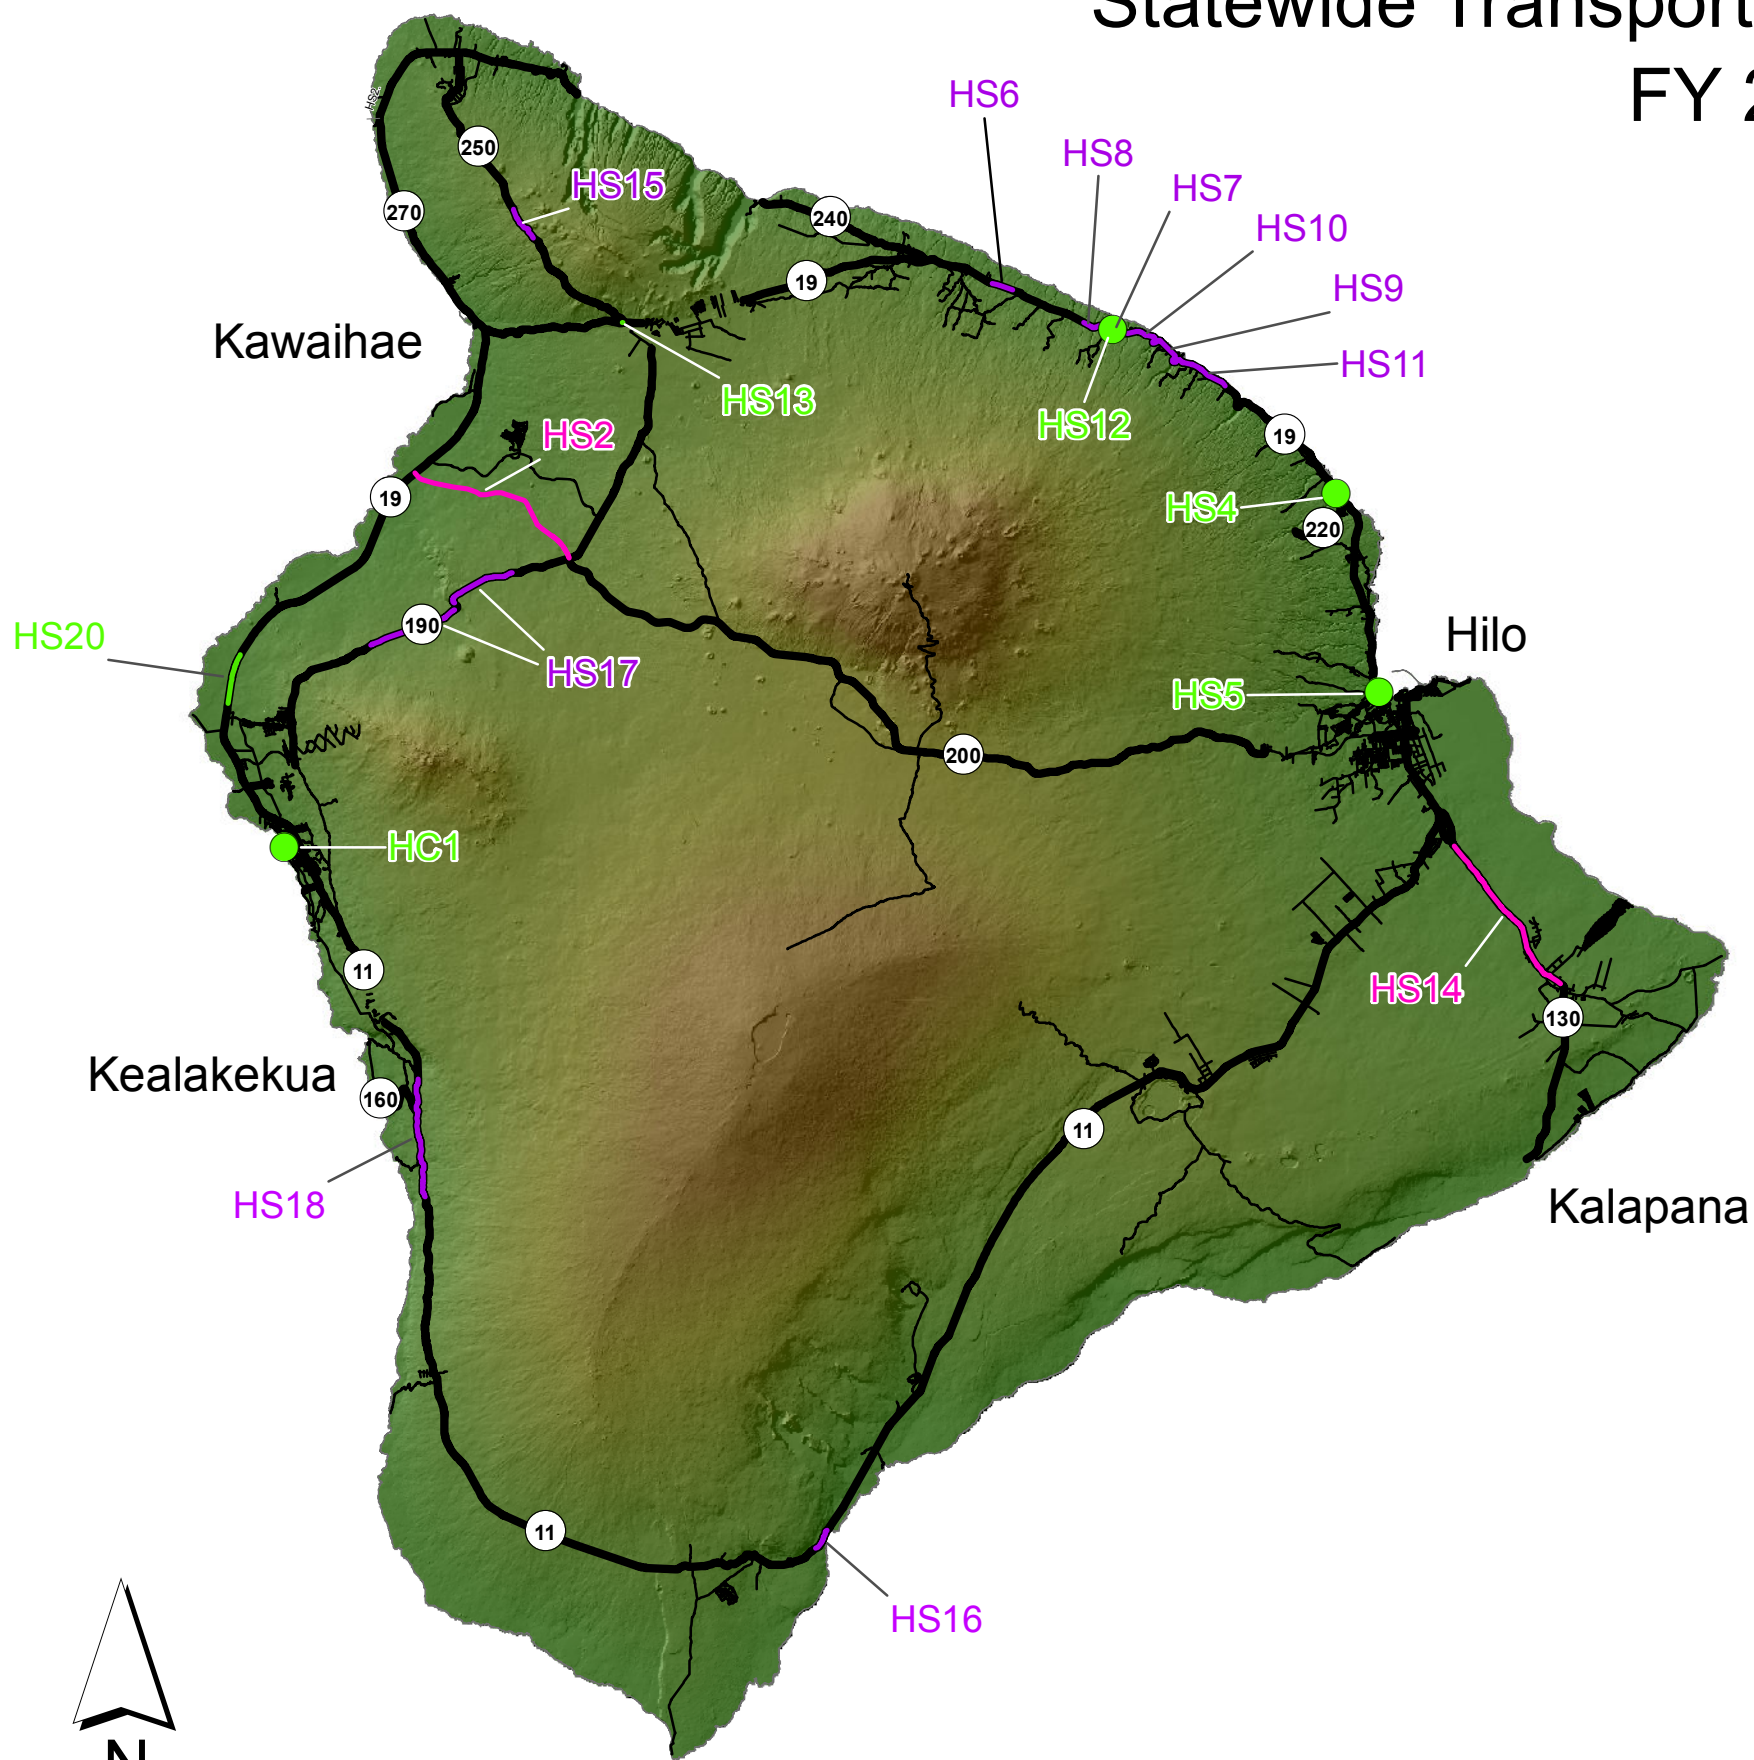 Statewide Transport
FY 2
HS6
HS8
HS7
HS2
250
HS15
270
240
HS10
19
HS9
Kawaihae
HS11
HS13
HS12
HS2
19
19
HS4
220
190
HS20
Hilo
HS17
HS5
200
HC1
11
HS14
130
Kealakekua
160
11
HS18
Kalapana
11
HS16
N